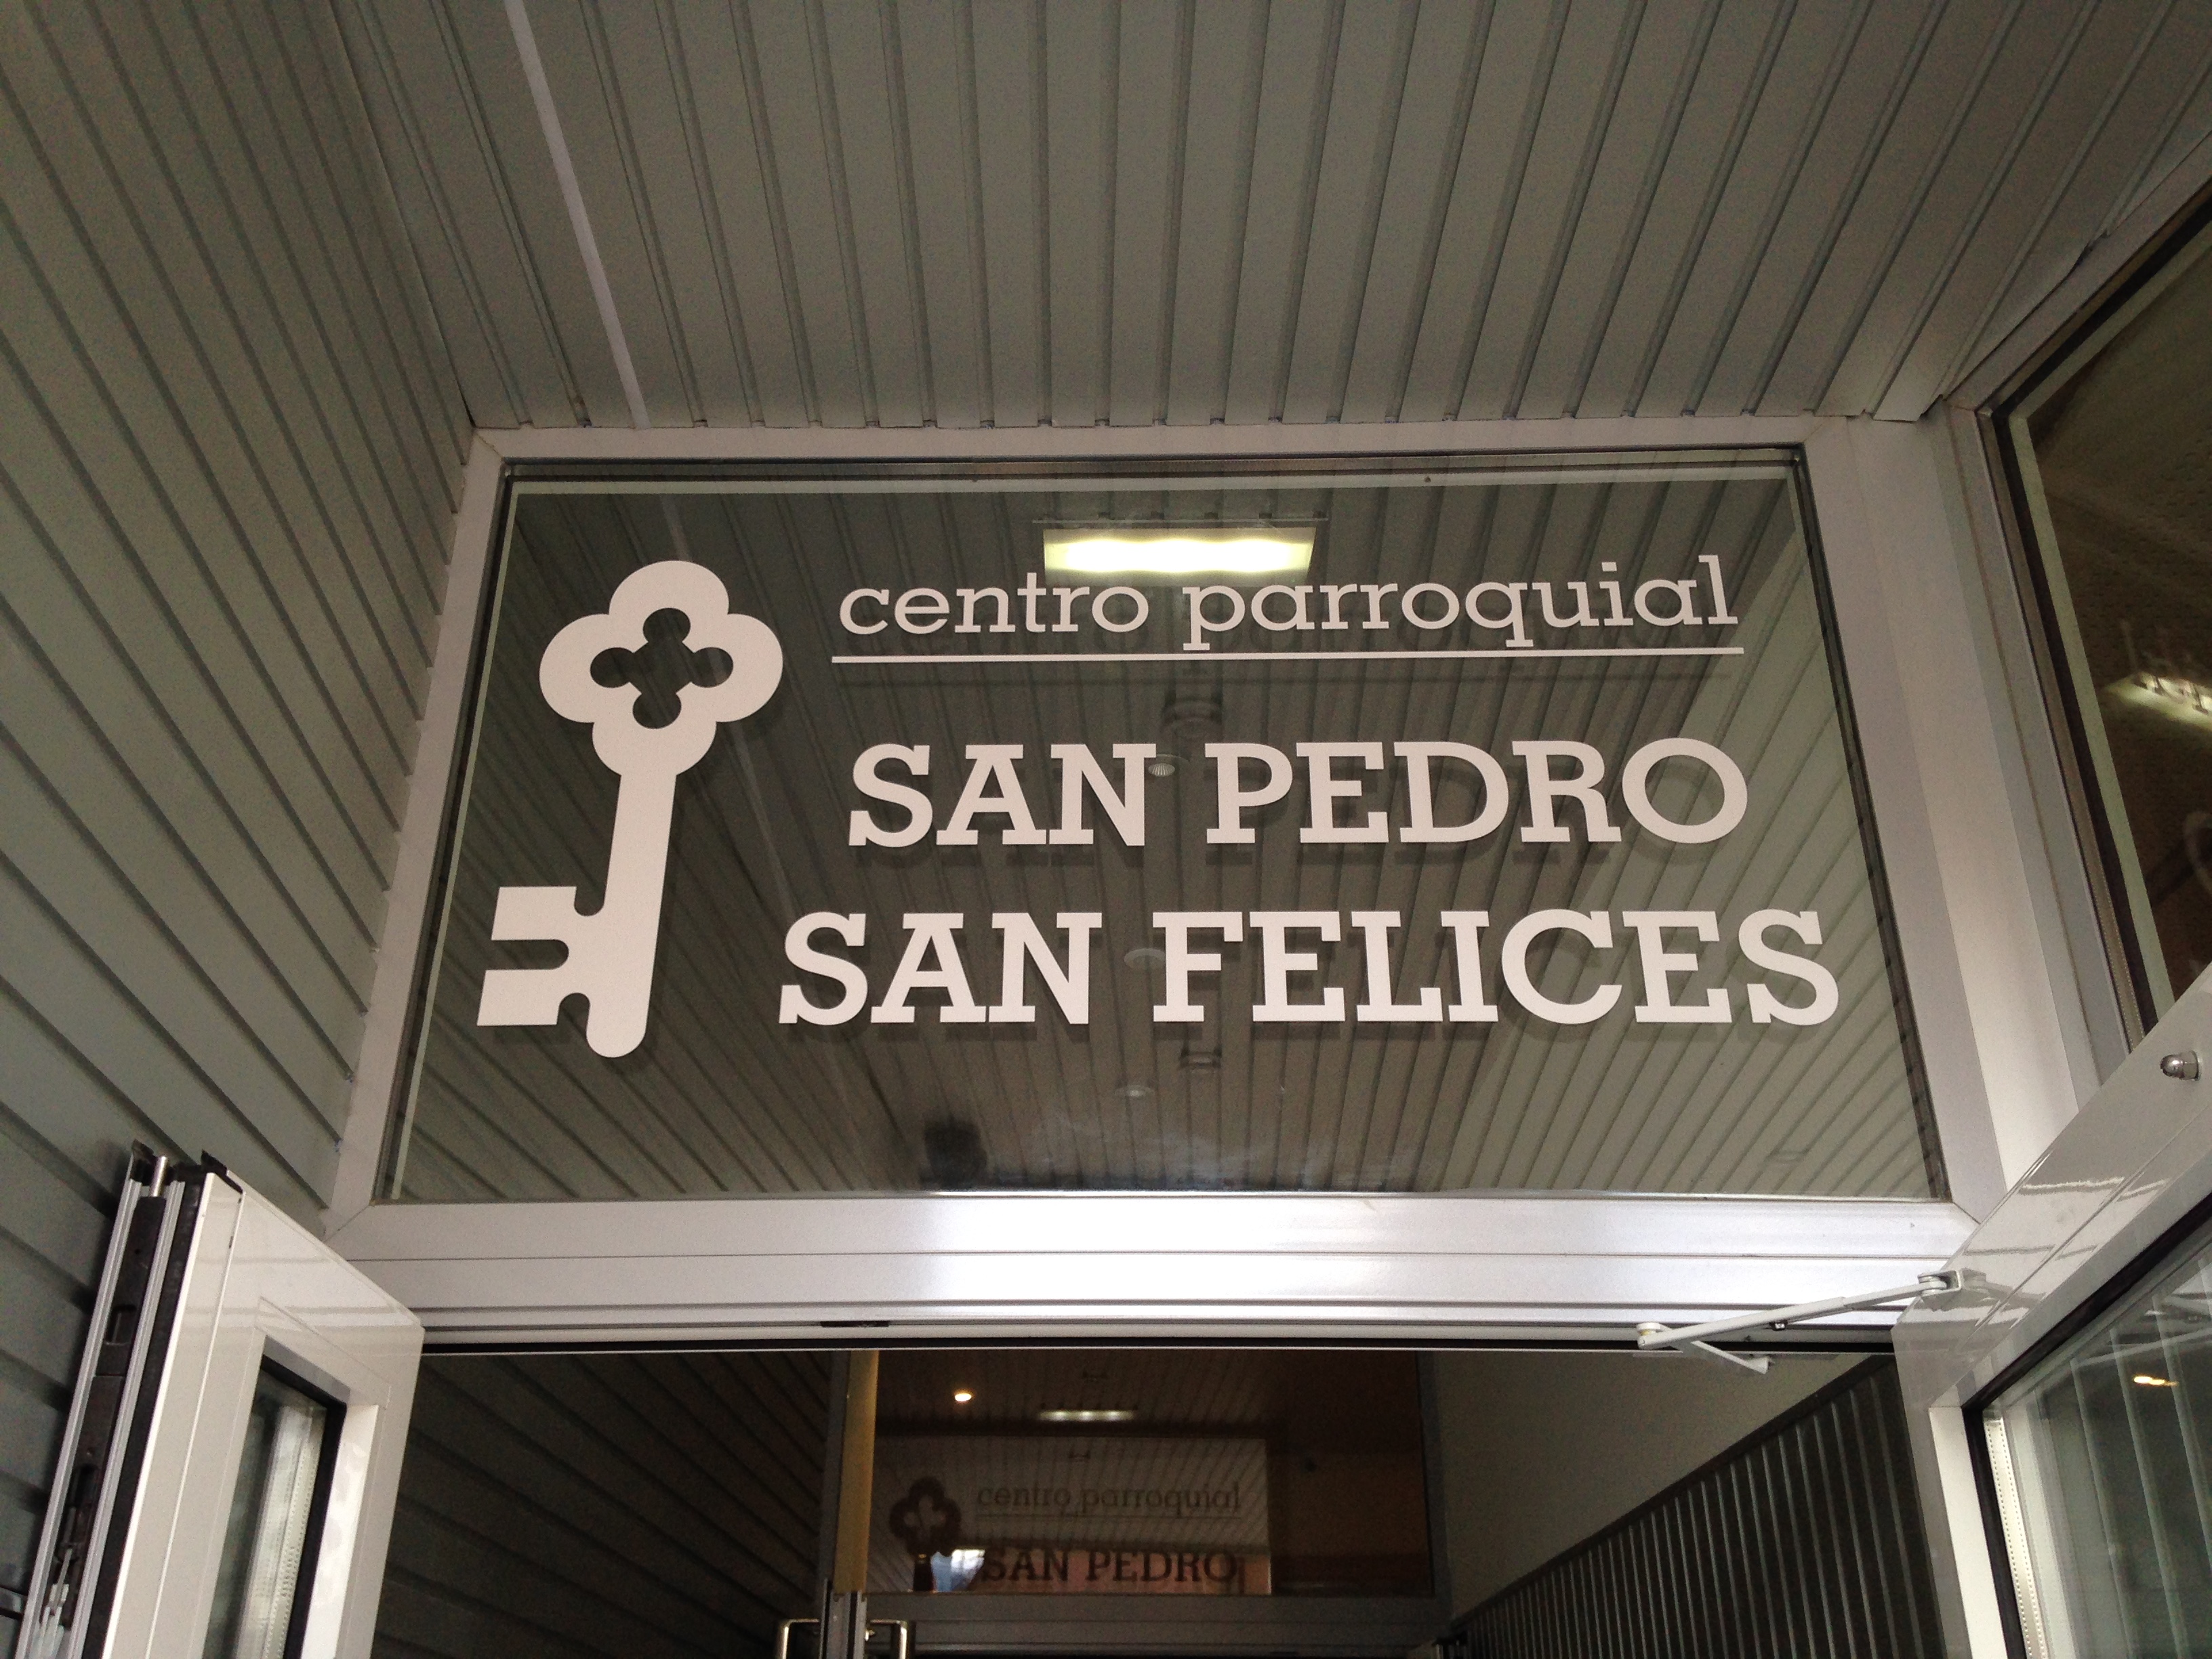 centro parroquial
SAN PEDRO
SAN FELICES
centro parroquial
SAN PEDRO